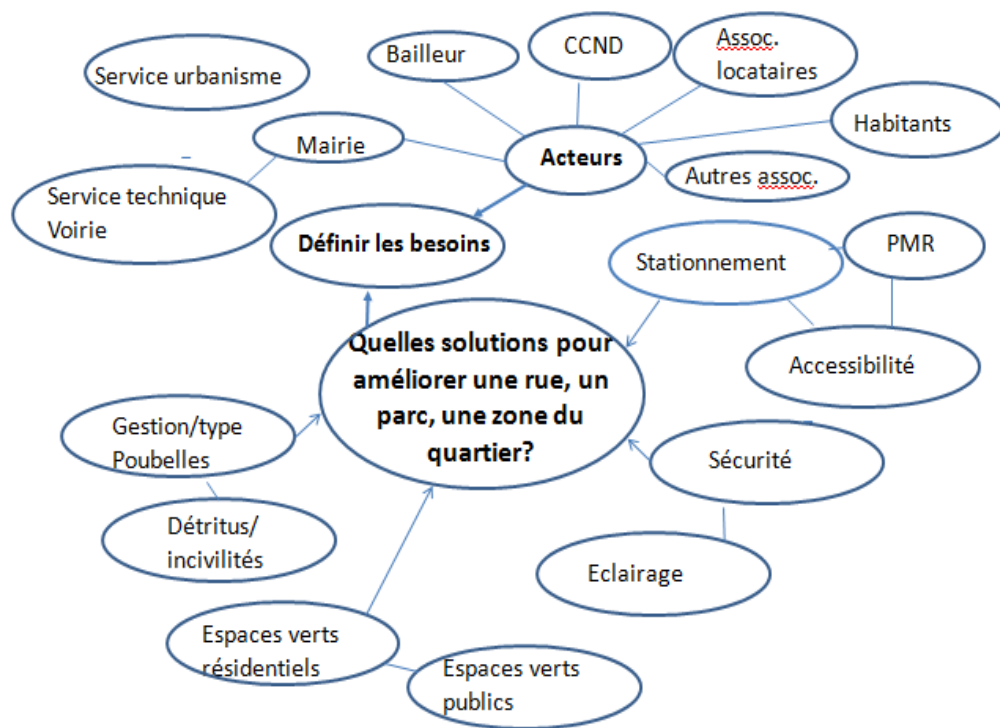 Service urbanisme
Bailleur
CCND
Assoc.
locataires
Habitants
Mairie
Acteurs
Autres assoc.
Service technique
Voirie
Définir les besoins
Stationnement
PMR
Accessibilité
Quelles solutions pour
améliorer une rue, un
parc, une zone du
quartier?
Gestion/type
Poubelles
Sécurité
Détritus/
incivilités
Eclairage
Espaces verts
résidentiels
Espaces verts
publics